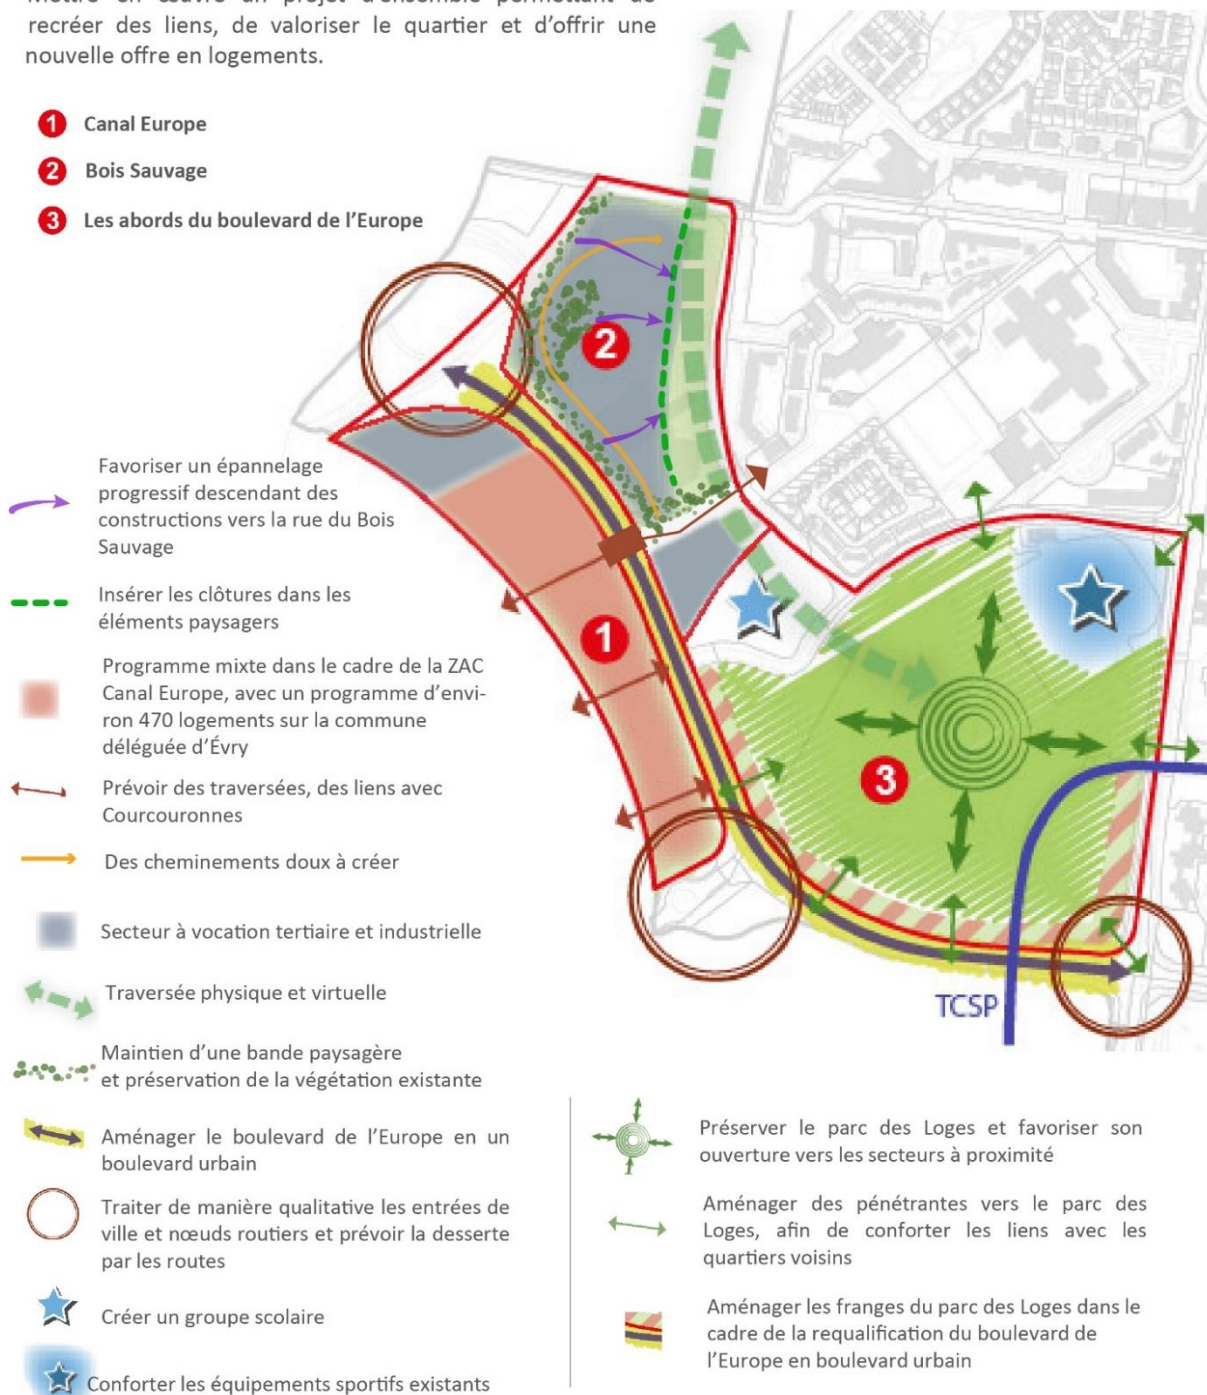 Mettre en œuvre un projet d'ensemble permettant de
recréer des liens, de valoriser le quartier et d'offrir une
nouvelle offre en logements.
1 Canal Europe
2 Bois Sauvage
3 Les abords du boulevard de l'Europe
2
1
3
TCSP
Favoriser un épannelage
progressif descendant des
constructions vers la rue du Bois
Sauvage
Insérer les clôtures dans les
éléments paysagers
Programme mixte dans le cadre de la ZAC
Canal Europe, avec un programme d'envi-
ron 470 logements sur la commune
déléguée d'Évry
Prévoir des traversées, des liens avec
Courcouronnes
Des cheminements doux à créer
Secteur à vocation tertiaire et industrielle
Traversée physique et virtuelle
Maintien d'une bande paysagère
et préservation de la végétation existante
Aménager le boulevard de l'Europe en un
boulevard urbain
Traiter de manière qualitative les entrées de
ville et nœuds routiers et prévoir la desserte
par les routes
Créer un groupe scolaire
Conforter les équipements sportifs existants
Préserver le parc des Loges et favoriser son
ouverture vers les secteurs à proximité
Aménager des pénétrantes vers le parc des
Loges, afin de conforter les liens avec les
quartiers voisins
Aménager les franges du parc des Loges dans le
cadre de la requalification du boulevard de
l'Europe en boulevard urbain